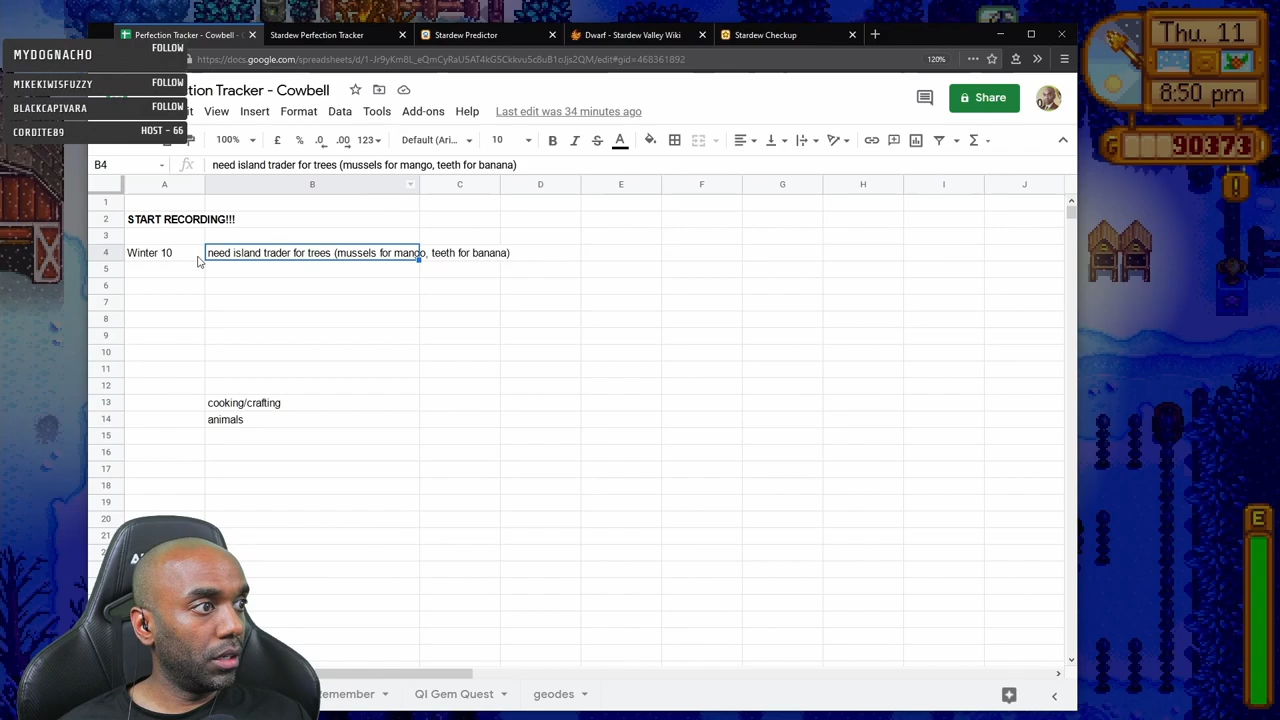 Perfection Tracker - Cowbell -
Stardew Perfection Tracker
Stardew Predictor
Dwarf - Stardew Valley Wiki
Stardew Checkup
Thu. 11
8:50 pm
90373
MYDOGNACHO FOLLOW
MIKEKIWISFUZZY FOLLOW
BLACKCAPIVARA FOLLOW
CORDITE89 HOST - 66
120%
tion Tracker - Cowbell
View Insert Format Data Tools Add-ons Help Last edit was 34 minutes ago
Share
100% £ % .0 .00 123 Default (Ari... 10 B I S A
B4 fx need island trader for trees (mussels for mango, teeth for banana)
A B C D E F G H I J
1
2 START RECORDING!!!
3
4 Winter 10 need island trader for trees (mussels for mango, teeth for banana)
5
6
7
8
9
10
11
12
13 cooking/crafting
14 animals
15
16
17
18
19
20
21
emember QI Gem Quest geodes
E